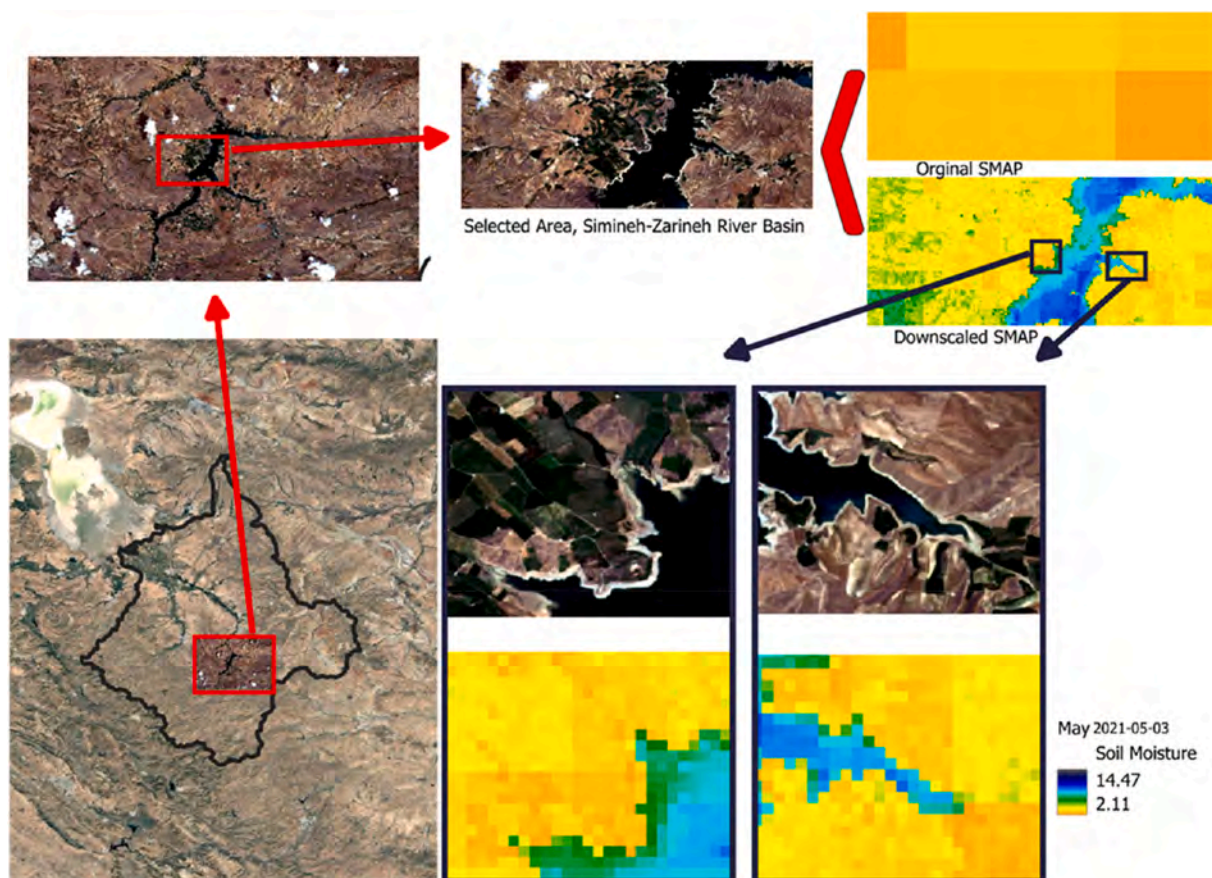 Orginal SMAP
Selected Area, Simineh-Zarineh River Basin
Downscaled SMAP
May 2021-05-03
Soil Moisture
14.47
2.11